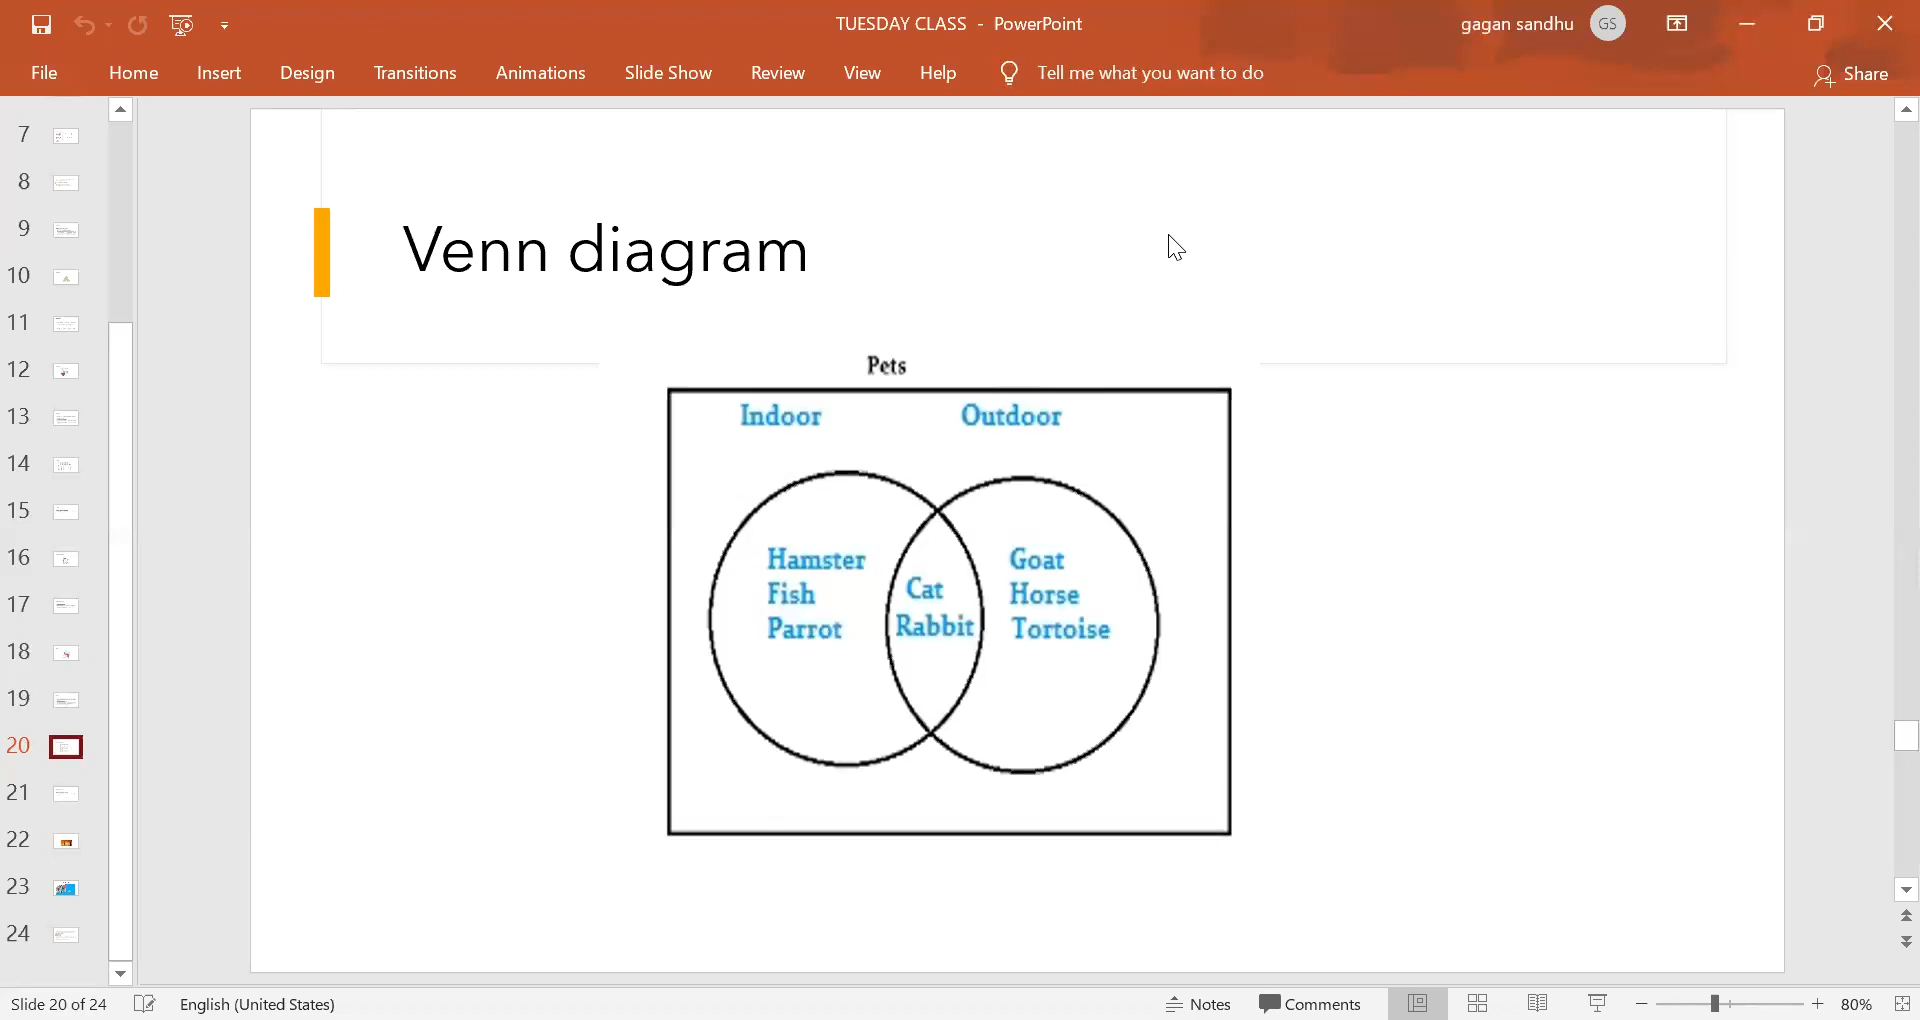 TUESDAY CLASS - PowerPoint
gagan sandhu GS
File Home Insert Design Transitions Animations Slide Show Review View Help Tell me what you want to do Share
7
8
9
10
11
12
13
14
15
16
17
18
19
20
21
22
23
24
Venn diagram
Pets
Indoor Outdoor
Hamster
Fish
Parrot
Cat
Rabbit
Goat
Horse
Tortoise
Slide 20 of 24 English (United States) Notes Comments 80%